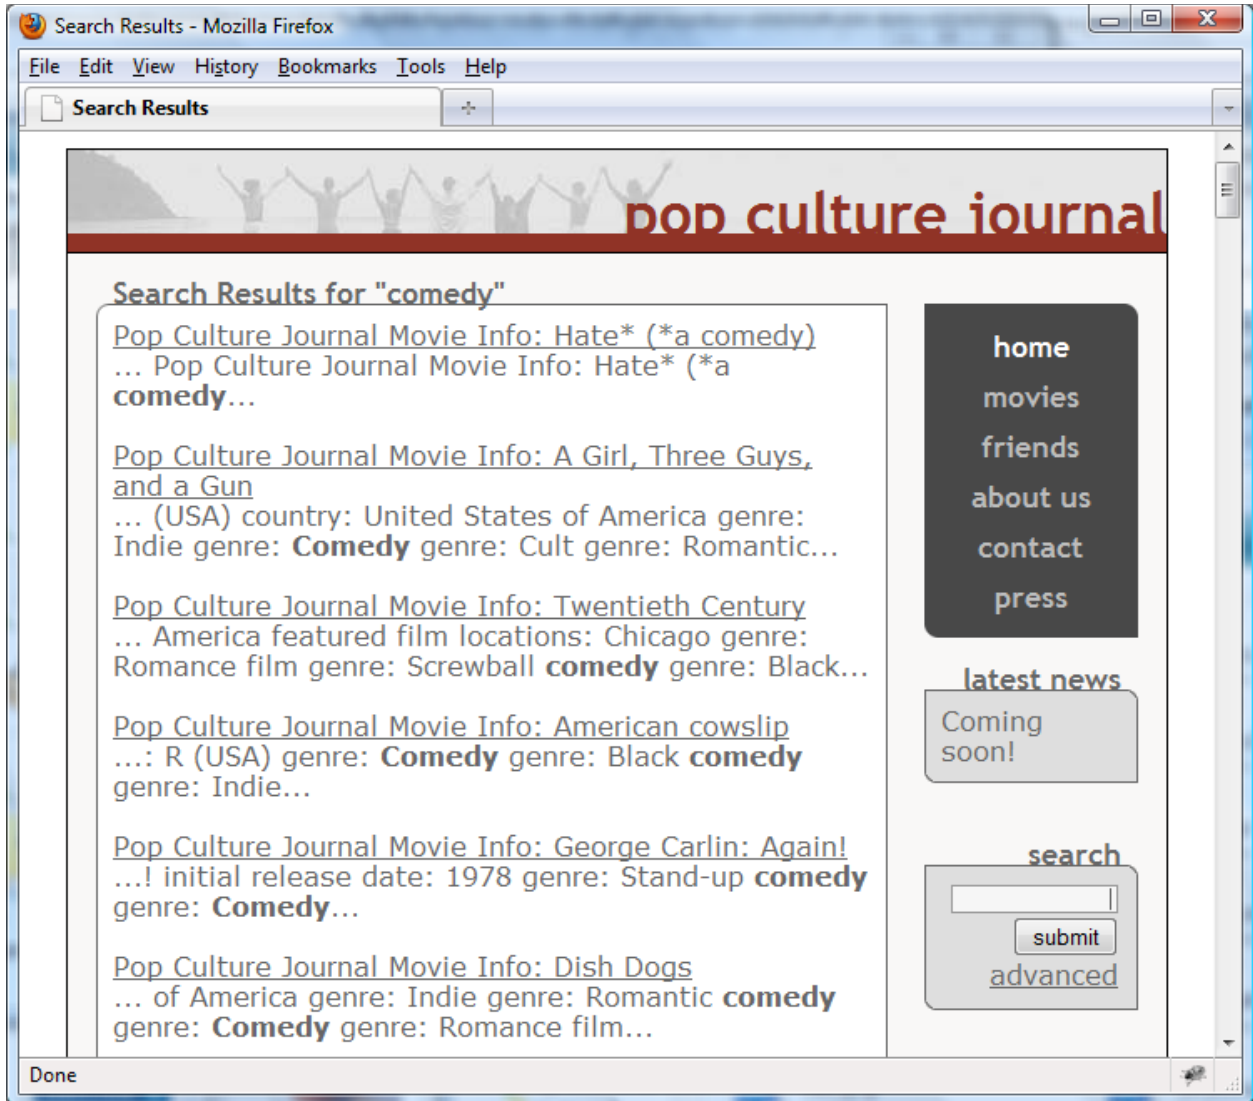 Search Results - Mozilla Firefox
File Edit View History Bookmarks Tools Help
Search Results
pop culture journal
Search Results for "comedy"
Pop Culture Journal Movie Info: Hate* (*a comedy)
... Pop Culture Journal Movie Info: Hate* (*a
comedy...
Pop Culture Journal Movie Info: A Girl, Three Guys,
and a Gun
... (USA) country: United States of America genre:
Indie genre: Comedy genre: Cult genre: Romantic...
Pop Culture Journal Movie Info: Twentieth Century
... America featured film locations: Chicago genre:
Romance film genre: Screwball comedy genre: Black...
Pop Culture Journal Movie Info: American cowslip
...: R (USA) genre: Comedy genre: Black comedy
genre: Indie...
Pop Culture Journal Movie Info: George Carlin: Again!
...! initial release date: 1978 genre: Stand-up comedy
genre: Comedy...
Pop Culture Journal Movie Info: Dish Dogs
... of America genre: Indie genre: Romantic comedy
genre: Comedy genre: Romance film...
home
movies
friends
about us
contact
press
latest news
Coming
soon!
search
submit
advanced
Done